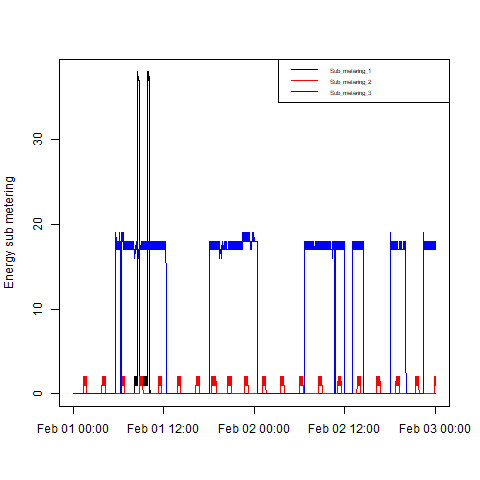 Sub_metering_1
Sub_metering_2
Sub_metering_3
Energy sub metering
30
20
10
0
Feb 01 00:00 Feb 01 12:00 Feb 02 00:00 Feb 02 12:00 Feb 03 00:00